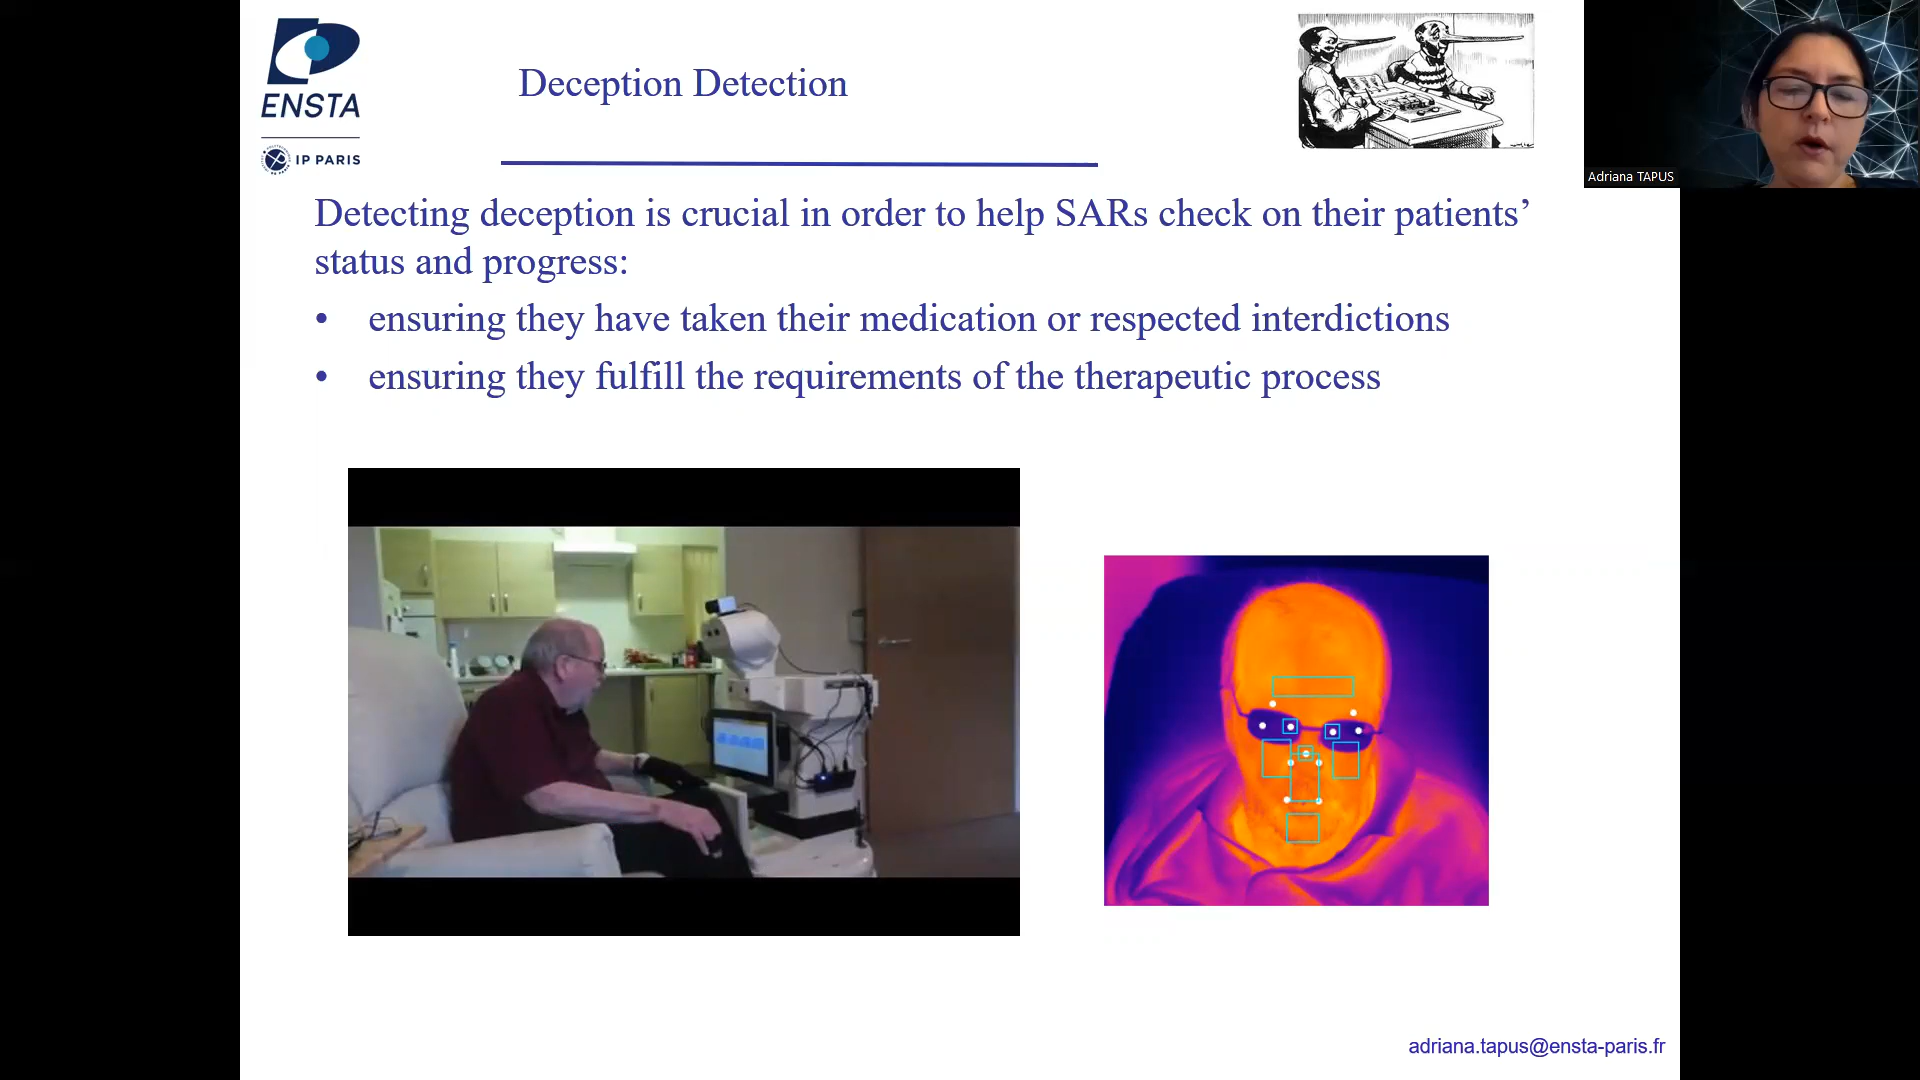 ENSTA
IP PARIS
Deception Detection
Adriana TAPUS
Detecting deception is crucial in order to help SARs check on their patients’
status and progress:
• ensuring they have taken their medication or respected interdictions
• ensuring they fulfill the requirements of the therapeutic process
adriana.tapus@ensta-paris.fr